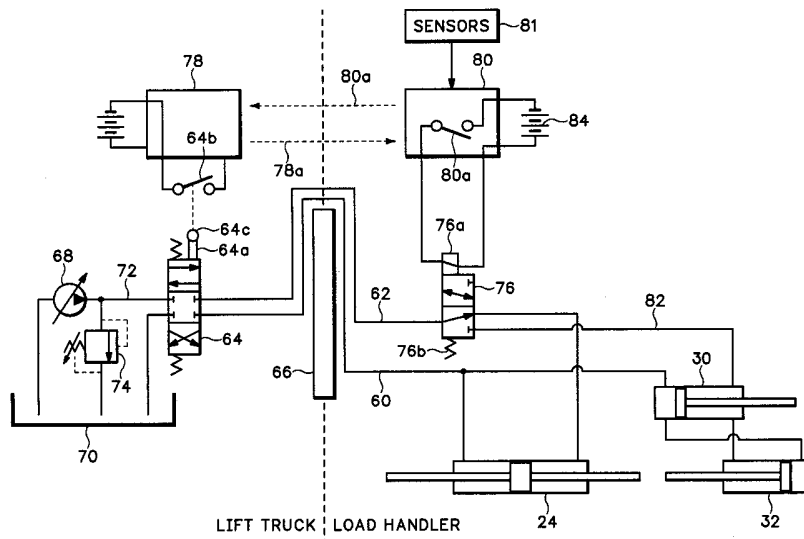 SENSORS
81
78
80a
80
84
64b
78a
80a
64c
64a
76a
68
72
76
62
82
64
76b
74
66
60
30
70
24
32
LIFT TRUCK
LOAD HANDLER